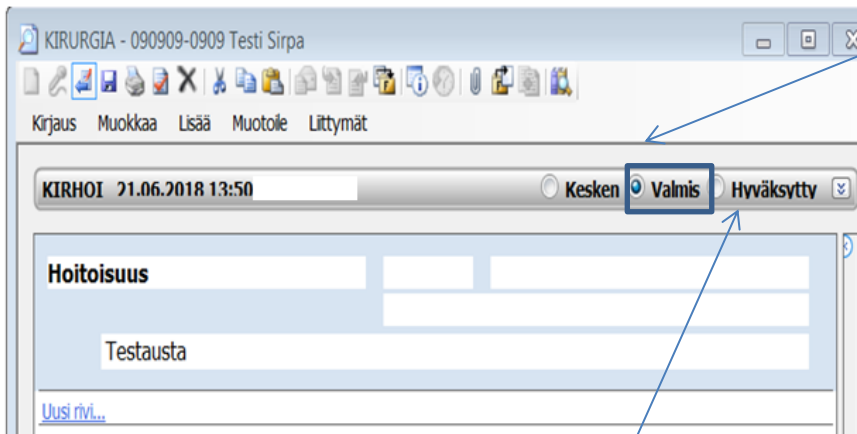 KIRURGIA - 090909-0909 Testi Sirpa
Kirjaus Muokkaa Lisää Muotoile Liittymät
KIRHOI 21.06.2018 13:50 Kesken Valmis Hyväksytty
Hoitoisuus
Testausta
Uusi rivi...